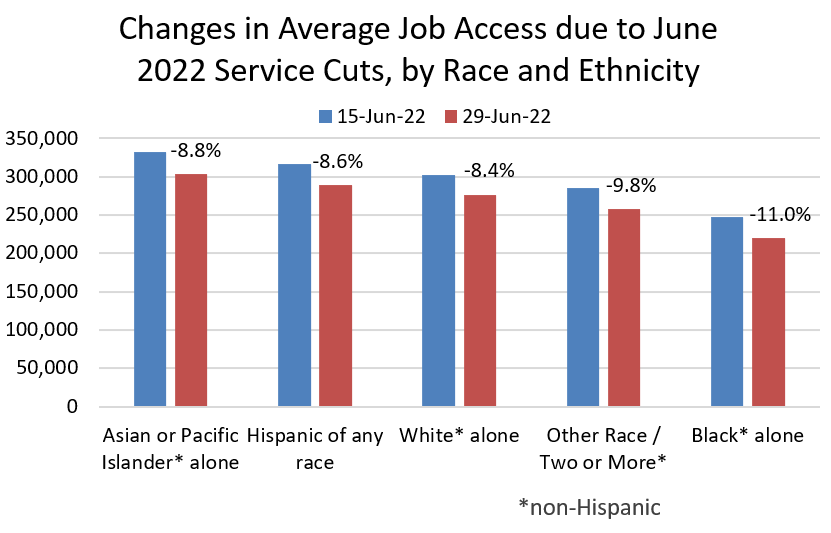 Changes in Average Job Access due to June
2022 Service Cuts, by Race and Ethnicity
15-Jun-22 29-Jun-22
350,000
300,000
250,000
200,000
150,000
100,000
50,000
0
-8.8%
-8.6%
-8.4%
-9.8%
-11.0%
Asian or Pacific
Islander* alone
Hispanic of any
race
White* alone
Other Race /
Two or More*
Black* alone
*non-Hispanic